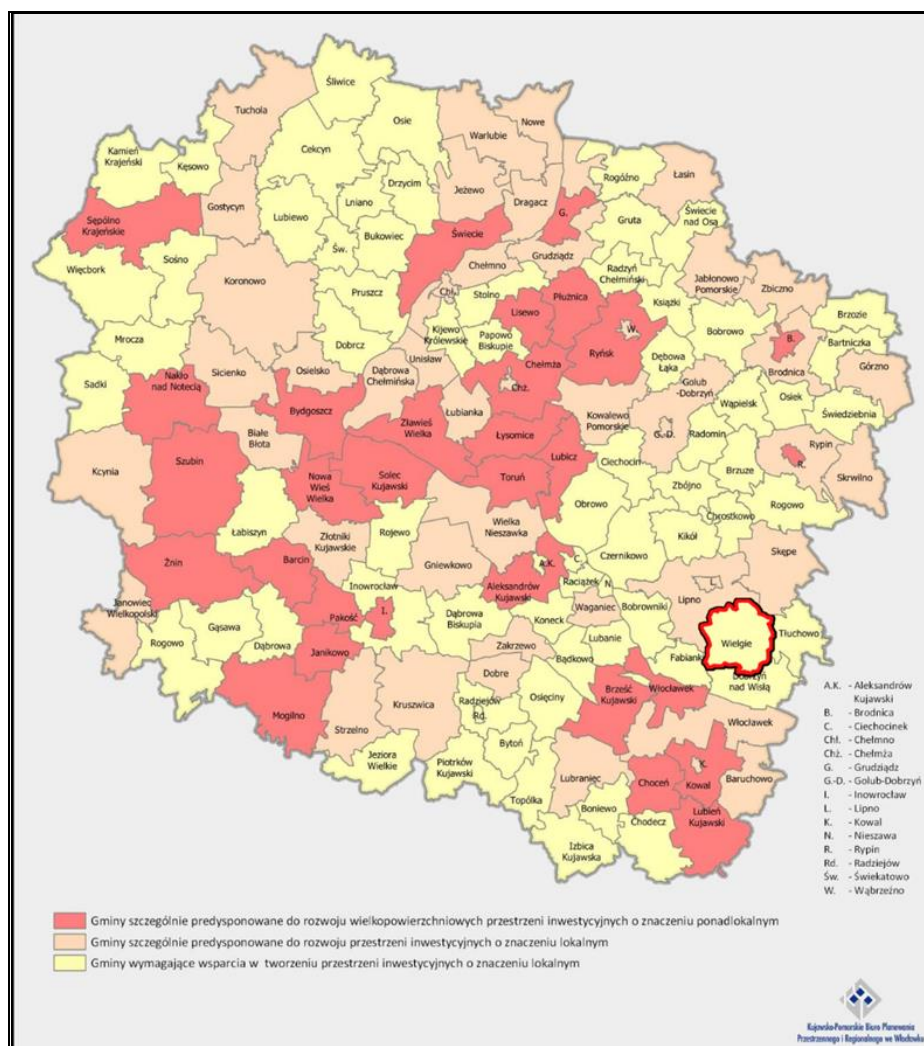 Śliwice
Tuchola
Osie
Nowe
Warlubie
Kamień
Krajeński
Kęsowo
Cekcyn
Rogóźno
Łasin
Drzycim
Jeżewo
Gostycyn
Lniano
Dragacz
G.
Sępólno
Krajeńskie
Lubiewo
Bukowiec
Gruta
Świecie
nad Osą
Świecie
Św.
Sośno
Grudziądz
Więcbork
Koronowo
Chełmno
Radzyń
Chełmiński
Jabłonowo
Pomorskie
Zbiczno
Pruszcz
Chł.
Stolno
Płużnica
Książki
Lisewo
Brzozie
Mrocza
Dobrcz
Kijewo
Królewskie
Papowo
Biskupie
W.
Bobrowo
B.
Bartniczka
Ryńsk
Unisław
Chełmża
Dębowa
Łąka
Brodnica
Górzno
Sadki
Nakło
nad Notecią
Sicienko
Osielsko
Dąbrowa
Chełmińska
Chż.
Golub
-Dobrzyń
Bydgoszcz
Zławieś
Wielka
Łubianka
Wąpielsk
Osiek
Świedziebnia
Kowalewo
Pomorskie
Białe
Błota
Łysomice
G.-D.
Radomin
Rypin
Kcynia
Szubin
Lubicz
Ciechocin
R.
Nowa
Wieś
Wielka
Solec
Kujawski
Toruń
Zbójno
Brzuze
Skrwilno
Obrowo
Chrostkowo
Rogowo
Łabiszyn
Złotniki
Kujawskie
Rojewo
Wielka
Nieszawka
Kikół
Czernikowo
Skępe
Żnin
Barcin
Gniewkowo
A.K.
C.
Raciążek
N.
Inowrocław
Aleksandrów
Kujawski
L.
Lipno
Janowiec
Wielkopolski
Pakość
I.
Waganiec
Bobrowniki
Rogowo
Gąsawa
Dąbrowa
Dąbrowa
Biskupia
Koneck
Wielgie
Tłuchowo
Janikowo
Zakrzewo
Lubanie
Bądkowo
Dobre
nad Wisłą
Brześć
Kujawski
Włocławek
Mogilno
Kruszwica
Radziejów
Osięciny
Rd.
Strzelno
Włocławek
Bytoń
Jeziora
Wielkie
Piotrków
Kujawski
Lubraniec
K.
Choceń
Kowal
Baruchowo
Topólka
Boniewo
Lubień
Kujawski
Chodecz
Izbica
Kujawska
A.K. - Aleksandrów
Kujawski
B. - Brodnica
C. - Ciechocinek
Chł. - Chełmno
Chż. - Chełmża
G. - Grudziądz
G.-D. - Golub-Dobrzyń
I. - Inowrocław
L. - Lipno
K. - Kowal
N. - Nieszawa
R. - Rypin
Rd. - Radziejów
Św. - Świekatowo
W. - Wąbrzeźno
Gminy szczególnie predysponowane do rozwoju wielkopowierzchniowych przestrzeni inwestycyjnych o znaczeniu ponadlokalnym
Gminy szczególnie predysponowane do rozwoju przestrzeni inwestycyjnych o znaczeniu lokalnym
Gminy wymagające wsparcia w tworzeniu przestrzeni inwestycyjnych o znaczeniu lokalnym
Kujawsko-Pomorskie Biuro Planowania
Przestrzennego i Regionalnego we Włocławku